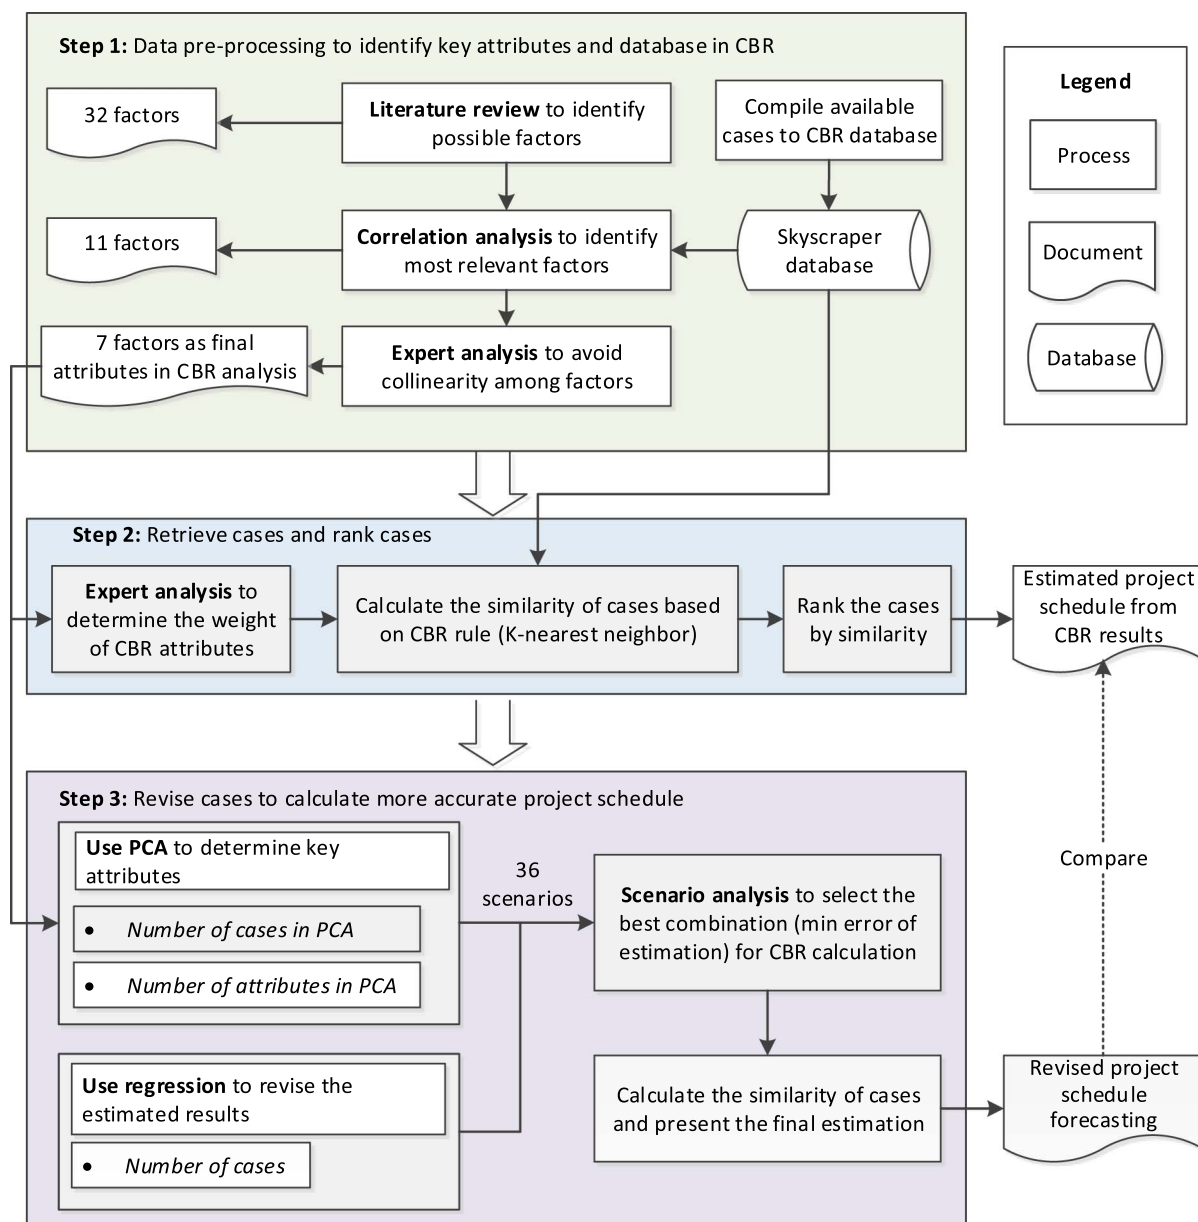 Step 1: Data pre-processing to identify key attributes and database in CBR
32 factors
Literature review to identify
possible factors
Compile available
cases to CBR database
11 factors
Correlation analysis to identify
most relevant factors
Skyscraper
database
7 factors as final
attributes in CBR analysis
Expert analysis to avoid
collinearity among factors
Legend
Process
Document
Database
Step 2: Retrieve cases and rank cases
Expert analysis to
determine the weight
of CBR attributes
Calculate the similarity of cases based
on CBR rule (K-nearest neighbor)
Rank the cases
by similarity
Estimated project
schedule from
CBR results
Step 3: Revise cases to calculate more accurate project schedule
Use PCA to determine key
attributes
• Number of cases in PCA
• Number of attributes in PCA
36
scenarios
Scenario analysis to select the
best combination (min error of
estimation) for CBR calculation
Compare
Use regression to revise the
estimated results
• Number of cases
Calculate the similarity of cases
and present the final estimation
Revised project
schedule
forecasting